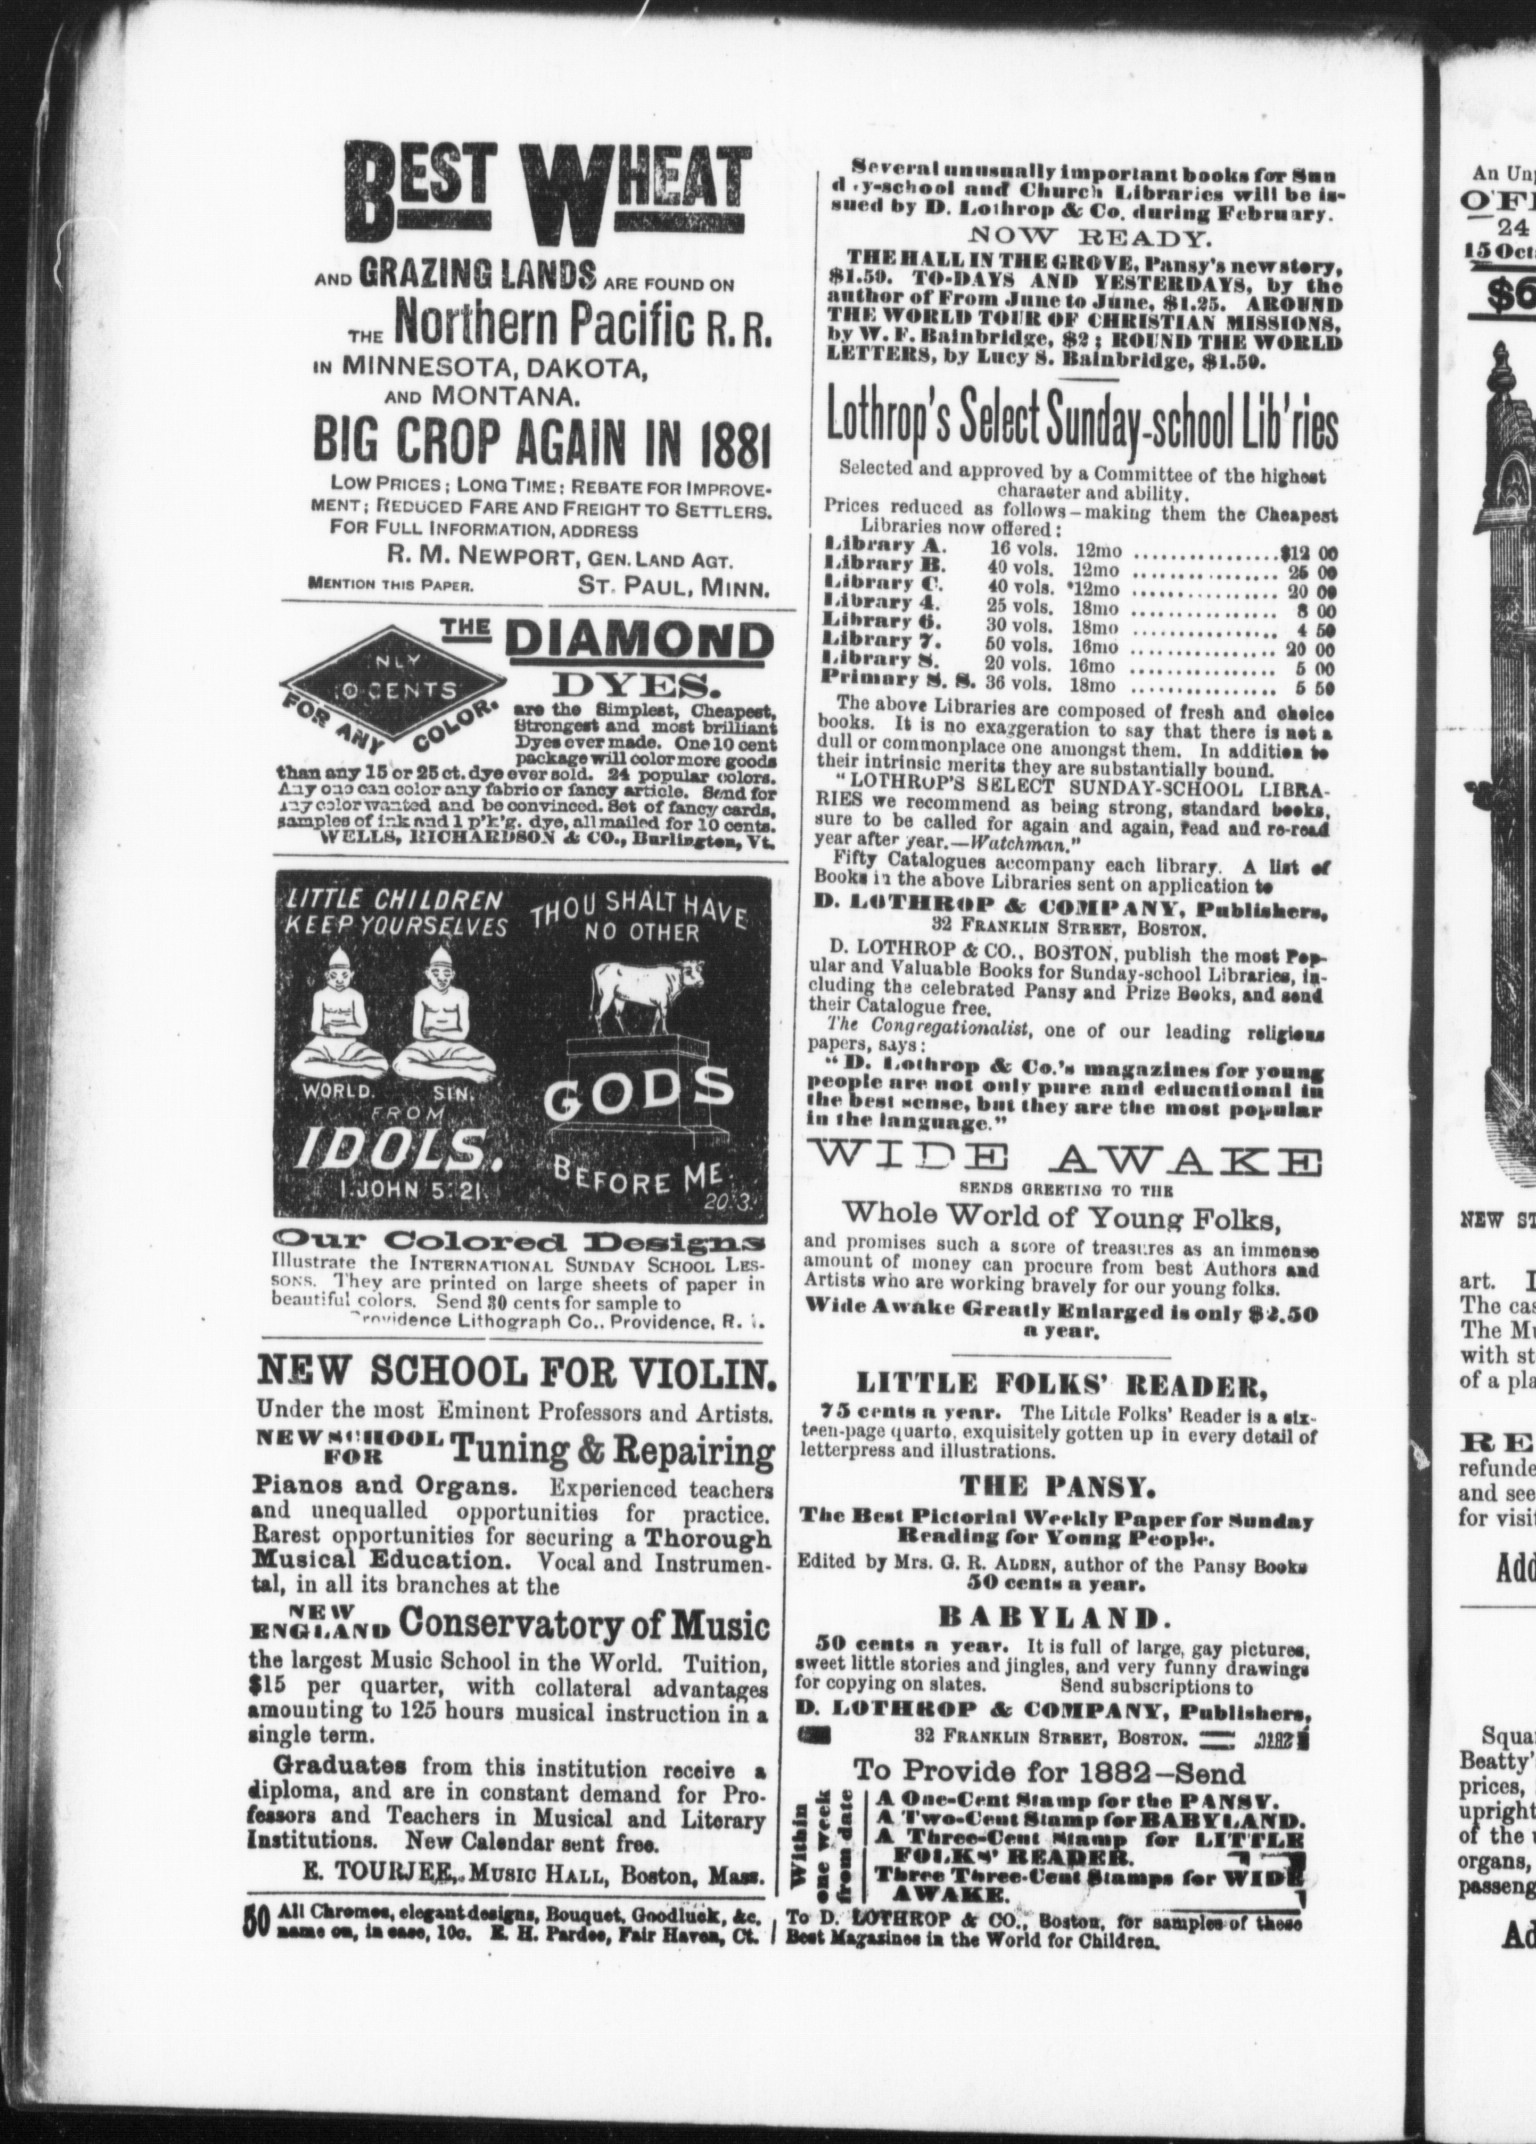 BEST WHEAT
AND GRAZING LANDS ARE FOUND ON
THE Northern Pacific R.R.
IN MINNESOTA, DAKOTA,
AND MONTANA.
BIG CROP AGAIN IN 1881
LOW PRICES; LONG TIME; REBATE FOR IMPROVE-
MENT; REDUCED FARE AND FREIGHT TO SETTLERS.
FOR FULL INFORMATION, ADDRESS
R. M. NEWPORT, GEN. LAND AGT.
MENTION THIS PAPER. ST. PAUL, MINN.
THE DIAMOND
DYES.
NLY
10 CENTS
FOR ANY COLOR.
are the Simplest, Cheapest,
Strongest and most brilliant
Dyes ever made. One 10 cent
package will color more goods
than any 15 or 25 ct. dye ever sold. 24 popular colors.
Any one can color any fabric or fancy article. Send for
any color wanted and be convinced. Set of fancy cards,
samples of ink and 1 p'k'g. dye, all mailed for 10 cents.
WELLS, RICHARDSON & CO., Burlington, Vt.
LITTLE CHILDREN
KEEP YOURSELVES
WORLD. SIN.
FROM
IDOLS.
1. JOHN 5:21.
THOU SHALT HAVE
NO OTHER
GODS
BEFORE ME.
20:3.
Our Colored Designs
Illustrate the INTERNATIONAL SUNDAY SCHOOL LES-
SONS. They are printed on large sheets of paper in
beautiful colors. Send 30 cents for sample to
Providence Lithograph Co., Providence, R. I.
NEW SCHOOL FOR VIOLIN.
Under the most Eminent Professors and Artists.
NEW SCHOOL FOR Tuning & Repairing
Pianos and Organs. Experienced teachers
and unequalled opportunities for practice.
Rarest opportunities for securing a Thorough
Musical Education. Vocal and Instrumen-
tal, in all its branches at the
NEW ENGLAND Conservatory of Music
the largest Music School in the World. Tuition,
$15 per quarter, with collateral advantages
amounting to 125 hours musical instruction in a
single term.
Graduates from this institution receive a
diploma, and are in constant demand for Pro-
fessors and Teachers in Musical and Literary
Institutions. New Calendar sent free.
E. TOURJEE, MUSIC HALL, Boston, Mass.
50 All Chromos, elegant designs, Bouquet, Goodluck, &c.
name on, in case, 10c. E. H. Pardee, Fair Haven, Ct.
Several unusually important books for Sun
d y-school and Church Libraries will be is-
sued by D. Lothrop & Co. during February.
NOW READY.
THE HALL IN THE GROVE, Pansy's new story,
$1.50. TO-DAYS AND YESTERDAYS, by the
author of From June to June, $1.25. AROUND
THE WORLD TOUR OF CHRISTIAN MISSIONS,
by W. F. Bainbridge, $2; ROUND THE WORLD
LETTERS, by Lucy S. Bainbridge, $1.50.
Lothrop's Select Sunday-school Lib'ries
Selected and approved by a Committee of the highest
character and ability.
Prices reduced as follows—making them the Cheapest
Libraries now offered:
Library A. 16 vols. 12mo ................$12 00
Library B. 40 vols. 12mo ................ 25 00
Library C. 40 vols. *12mo ................ 20 00
Library 4. 25 vols. 18mo ................ 8 00
Library 6. 30 vols. 18mo ................ 4 50
Library 7. 50 vols. 16mo ................ 20 00
Library 8. 20 vols. 16mo ................ 5 00
Primary S. S. 36 vols. 18mo ................ 5 50
The above Libraries are composed of fresh and choice
books. It is no exaggeration to say that there is not a
dull or commonplace one amongst them. In addition to
their intrinsic merits they are substantially bound.
"LOTHROP'S SELECT SUNDAY-SCHOOL LIBRA-
RIES we recommend as being strong, standard books,
sure to be called for again and again, read and re-read
year after year.—Watchman."
Fifty Catalogues accompany each library. A list of
Books in the above Libraries sent on application to
D. LOTHROP & COMPANY, Publishers,
32 FRANKLIN STREET, BOSTON.
D. LOTHROP & CO., BOSTON, publish the most Pop-
ular and Valuable Books for Sunday-school Libraries, in-
cluding the celebrated Pansy and Prize Books, and send
their Catalogue free.
The Congregationalist, one of our leading religious
papers, says:
"D. Lothrop & Co.'s magazines for young
people are not only pure and educational in
the best sense, but they are the most popular
in the language."
WIDE AWAKE
SENDS GREETING TO THE
Whole World of Young Folks,
and promises such a store of treasures as an immense
amount of money can procure from best Authors and
Artists who are working bravely for our young folks.
Wide Awake Greatly Enlarged is only $2.50
a year.
LITTLE FOLKS' READER,
75 cents a year. The Little Folks' Reader is a six-
teen-page quarto, exquisitely gotten up in every detail of
letterpress and illustrations.
THE PANSY.
The Best Pictorial Weekly Paper for Sunday
Reading for Young People.
Edited by Mrs. G. R. ALDEN, author of the Pansy Books
50 cents a year.
BABYLAND.
50 cents a year. It is full of large, gay pictures,
sweet little stories and jingles, and very funny drawings
for copying on slates. Send subscriptions to
D. LOTHROP & COMPANY, Publishers,
32 FRANKLIN STREET, BOSTON.
To Provide for 1882—Send
Within one week from date
A One-Cent Stamp for the PANSY.
A Two-Cent Stamp for BABYLAND.
A Three-Cent Stamp for LITTLE
FOLKS' READER.
Three Three-Cent Stamps for WIDE
AWAKE.
To D. LOTHROP & CO., Boston, for samples of these
Best Magazines in the World for Children.
An
24
15 Oct
$6
NEW
art.
The
The
with
of a
refunde
and see
for
Squa
Beatty'
prices,
upright
of the
organs,
passeng